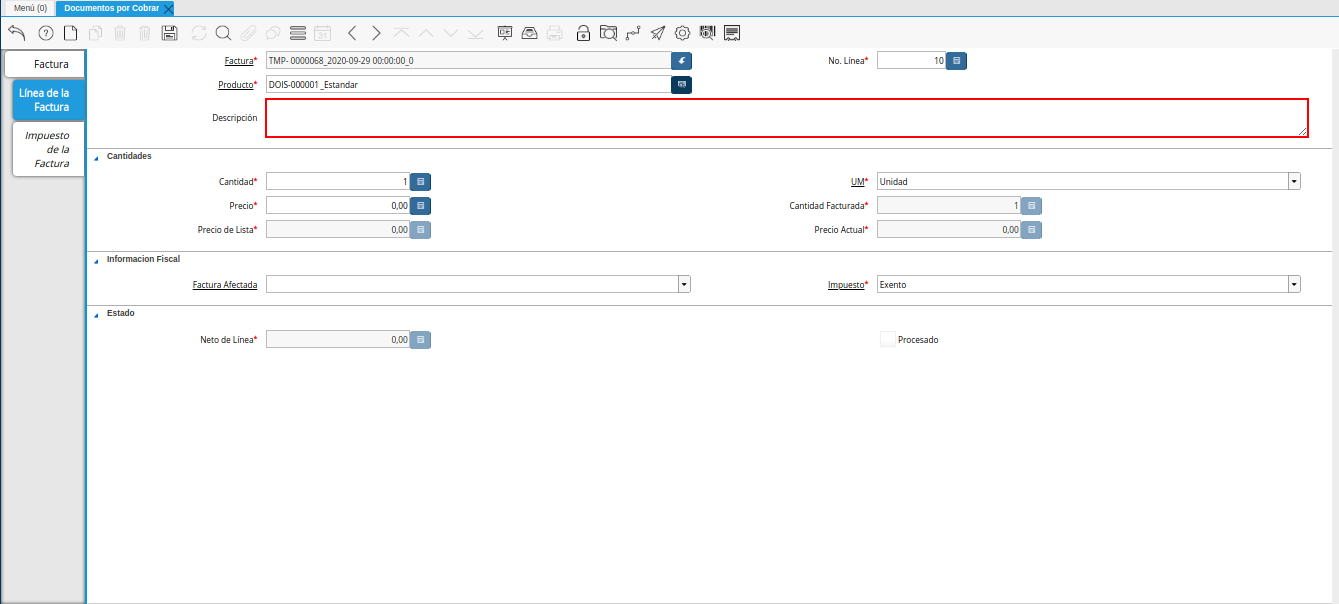 Menú (0)
Documentos por Cobrar
31
Factura
Línea de la
Factura
Impuesto
de la
Factura
Factura* TMP- 0000068_2020-09-29 00:00:00_0 No. Línea* 10
Producto* DOIS-000001_Estandar
Descripción
Cantidades
Cantidad* 1 UM* Unidad
Precio* 0,00 Cantidad Facturada* 1
Precio de Lista* 0,00 Precio Actual* 0,00
Informacion Fiscal
Factura Afectada Impuesto* Exento
Estado
Neto de Línea* 0,00 Procesado